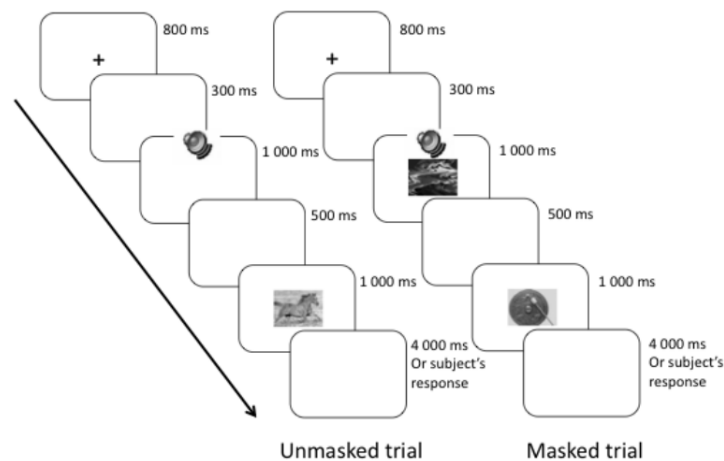 +
800 ms
300 ms
1 000 ms
500 ms
1 000 ms
4 000 ms
Or subject's
response
Unmasked trial
+
800 ms
300 ms
1 000 ms
500 ms
1 000 ms
4 000 ms
Or subject's
response
Masked trial